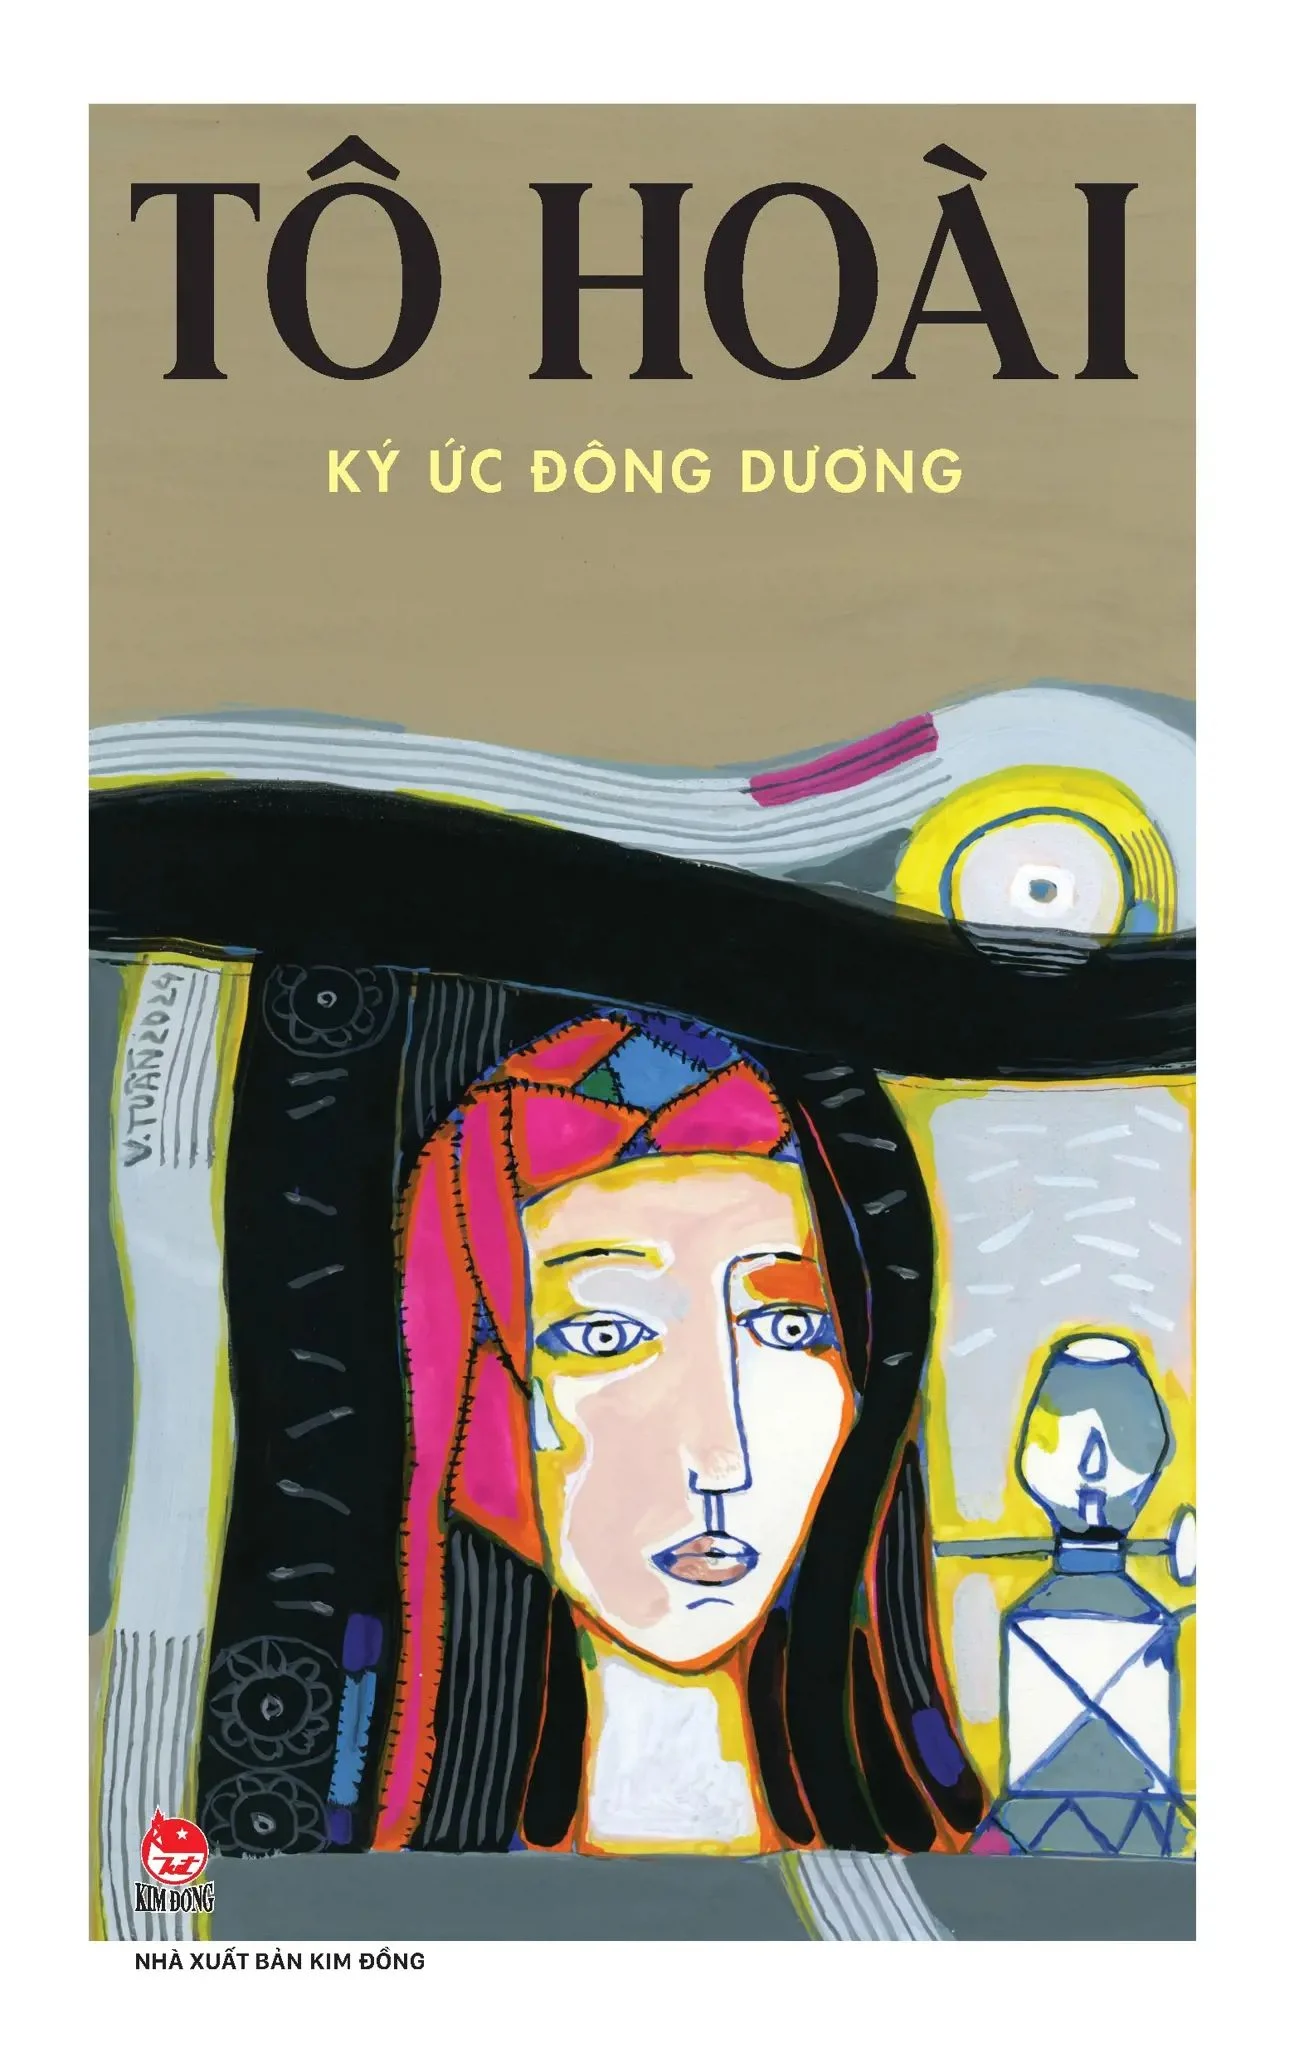 TÔ HOÀI
KÝ ỨC ĐÔNG DƯƠNG
V.TUẤN'2024
KIM ĐỒNG
NHÀ XUẤT BẢN KIM ĐỒNG